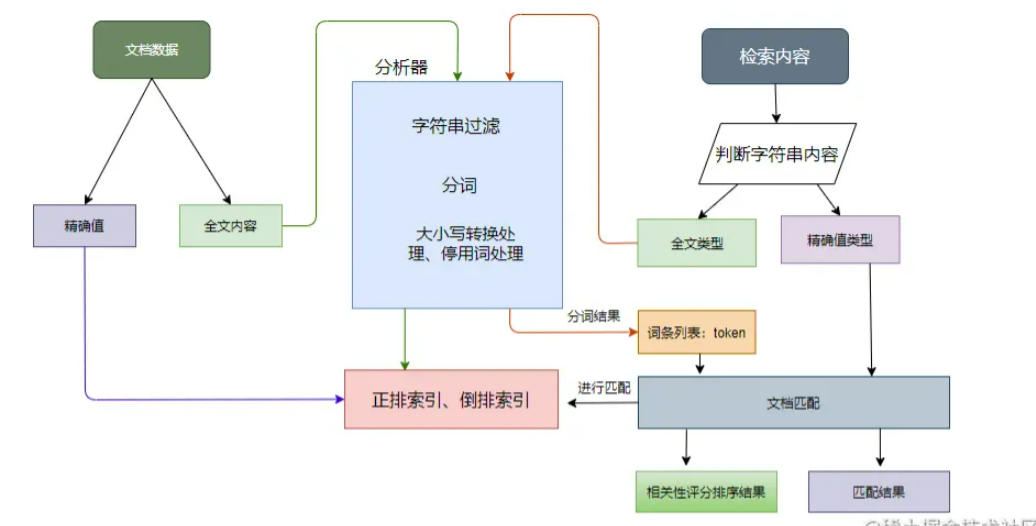 文档数据
检索内容
分析器
字符串过滤
判断字符串内容
分词
精确值
全文内容
大小写转换处
理、停用词处理
全文类型
精确值类型
分词结果
词条列表：token
正排索引、倒排索引
进行匹配
文档匹配
相关性评分排序结果
匹配结果